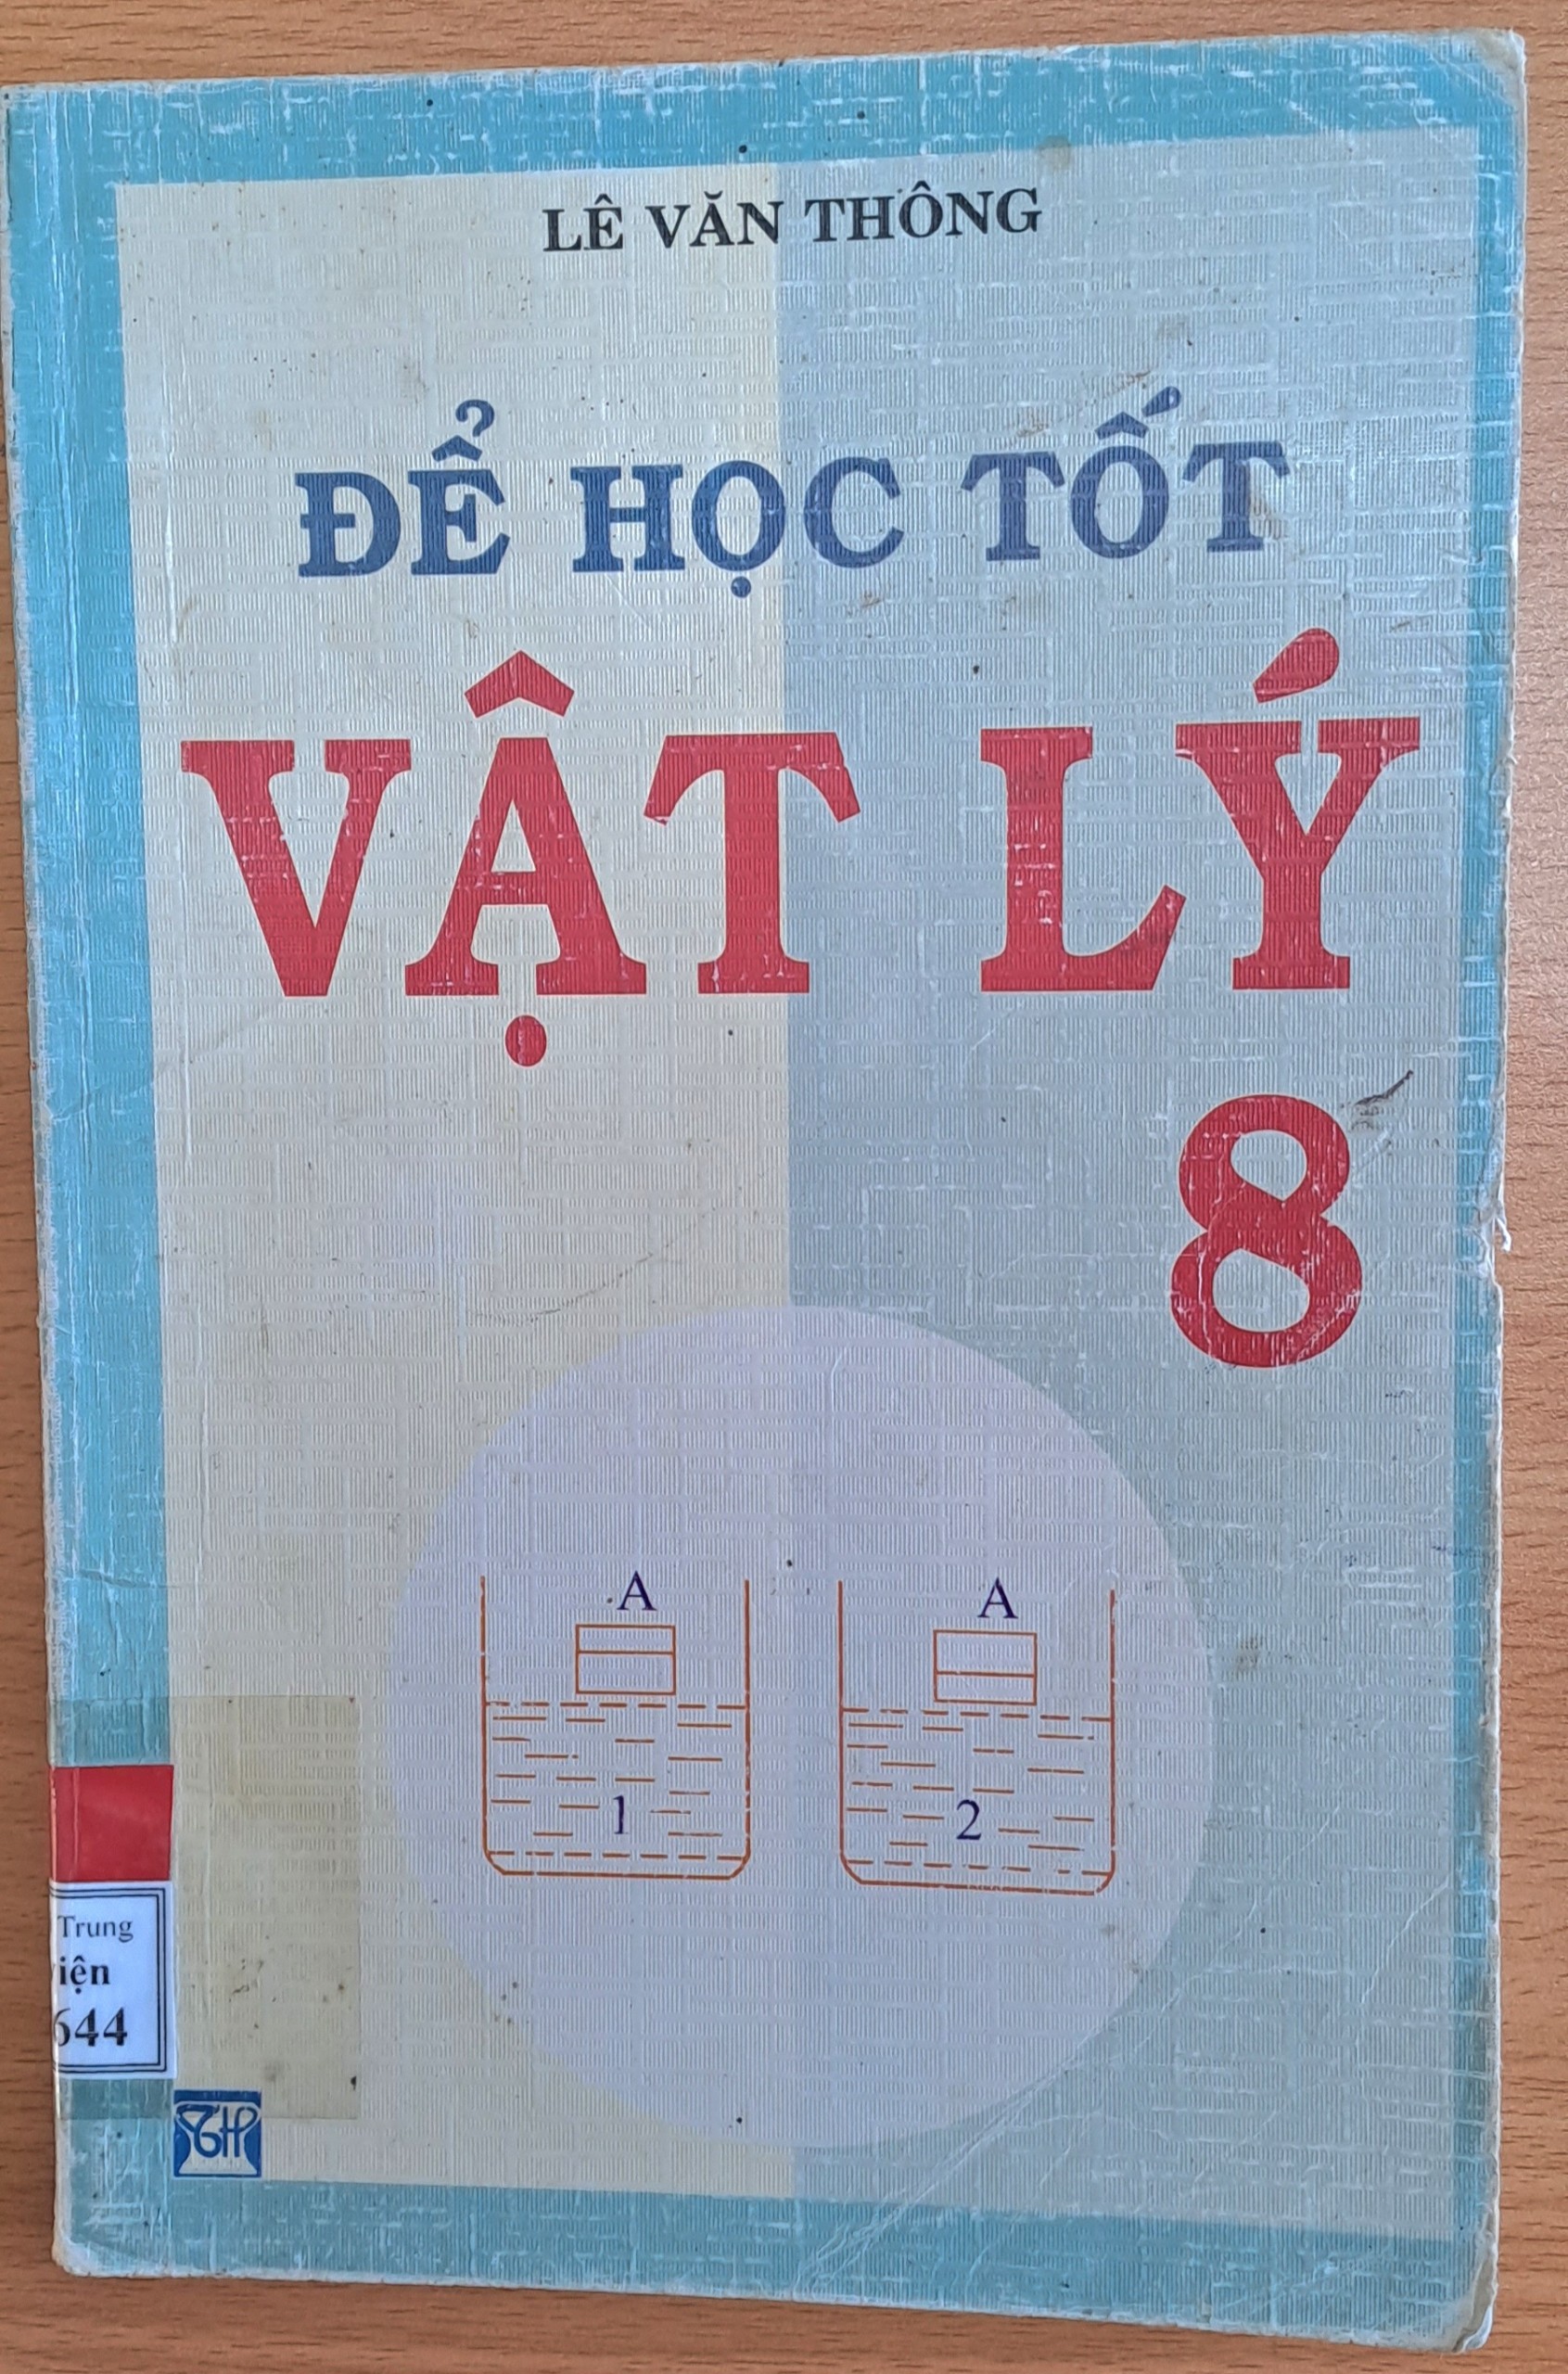 LÊ VĂN THÔNG
ĐỂ HỌC TỐT
VẬT LÝ
8
A A
1 2
Trung
iện
644